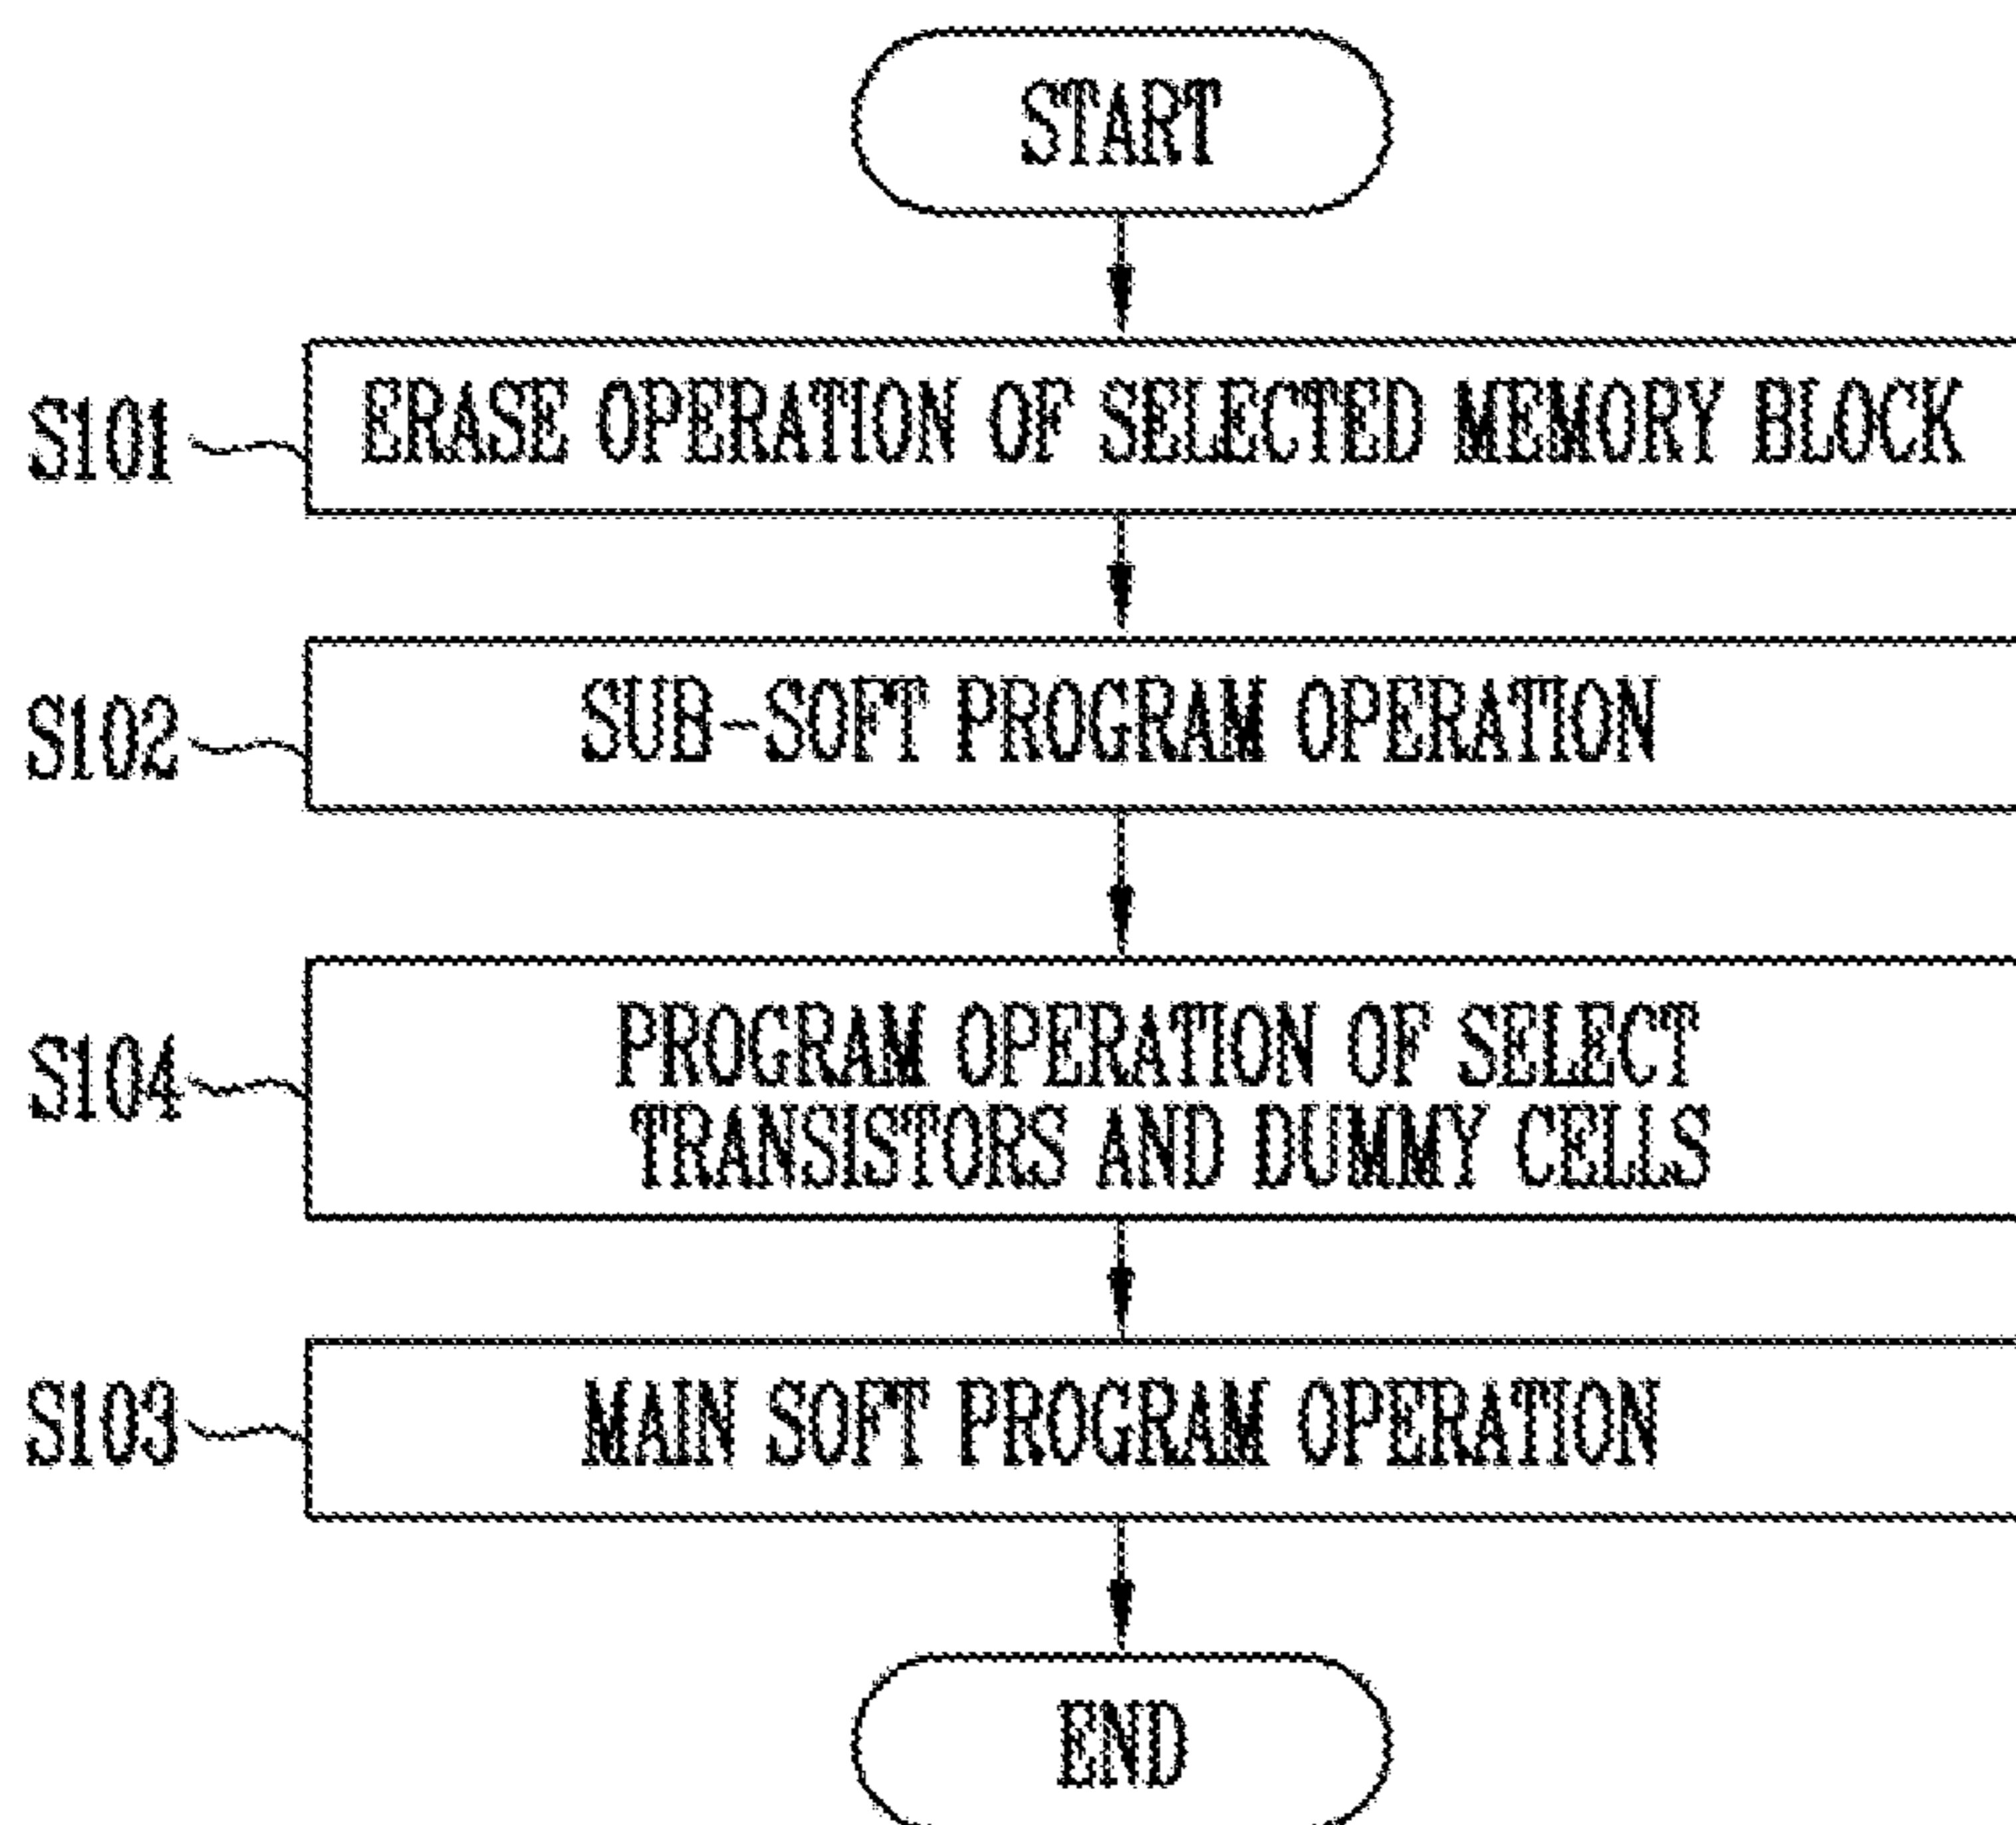 START
S101
ERASE OPERATION OF SELECTED MEMORY BLOCK
S102
SUB-SOFT PROGRAM OPERATION
S104
PROGRAM OPERATION OF SELECT
TRANSISTORS AND DUMMY CELLS
S103
MAIN SOFT PROGRAM OPERATION
END